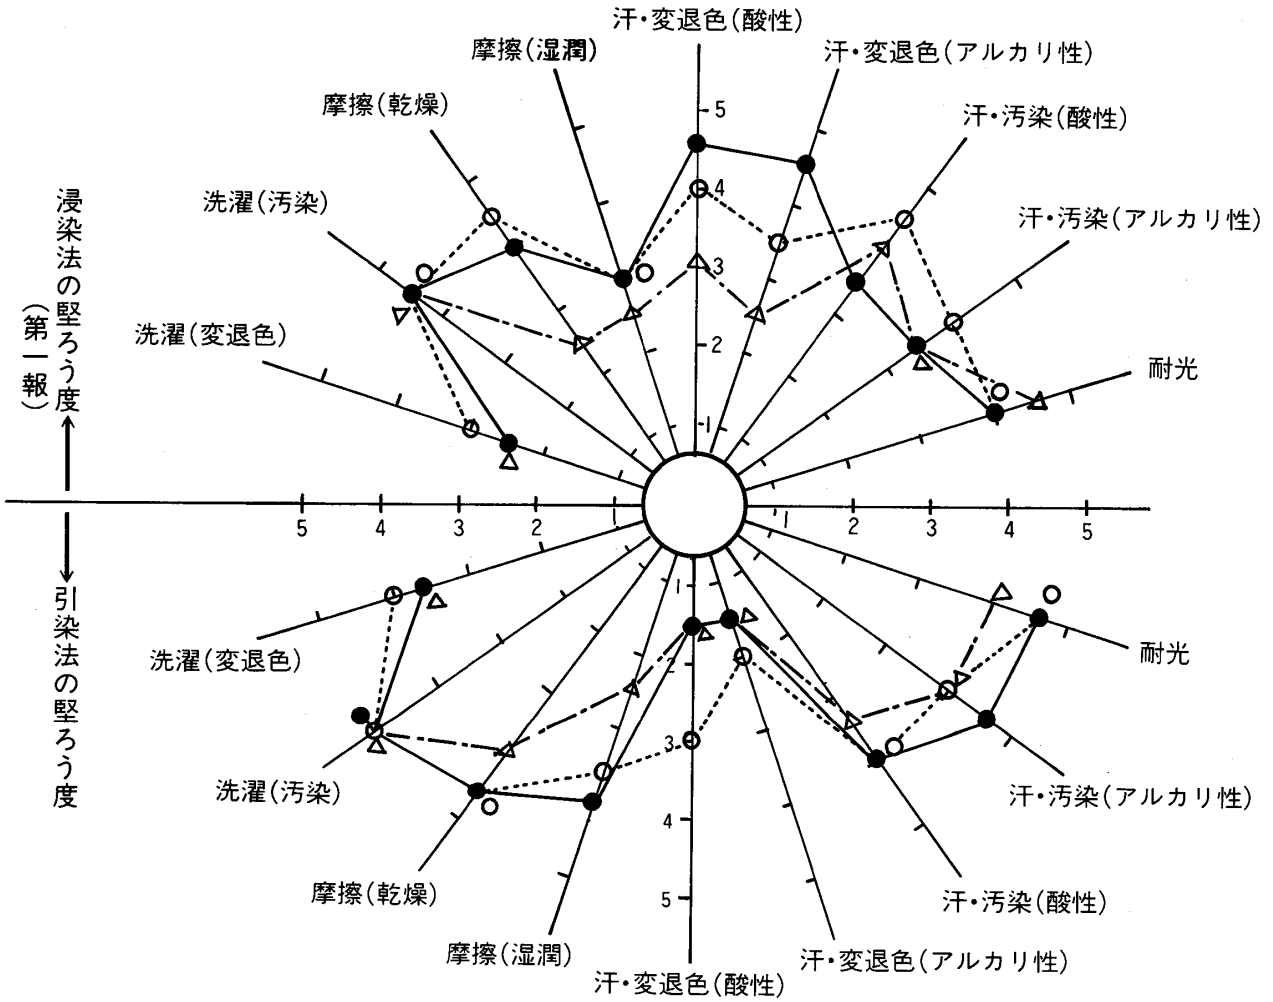 汗・変退色(酸性)
摩擦(湿潤)
汗・変退色(アルカリ性)
摩擦(乾燥)
汗・汚染(酸性)
洗濯(汚染)
汗・汚染(アルカリ性)
洗濯(変退色)
耐光
5
4
3
2
1
浸染法の堅ろう度
(第一報)
5 4 3 2 1
1 2 3 4 5
引染法の堅ろう度
1
3
4
5
洗濯(変退色)
耐光
洗濯(汚染)
汗・汚染(アルカリ性)
摩擦(乾燥)
汗・汚染(酸性)
摩擦(湿潤)
汗・変退色(アルカリ性)
汗・変退色(酸性)